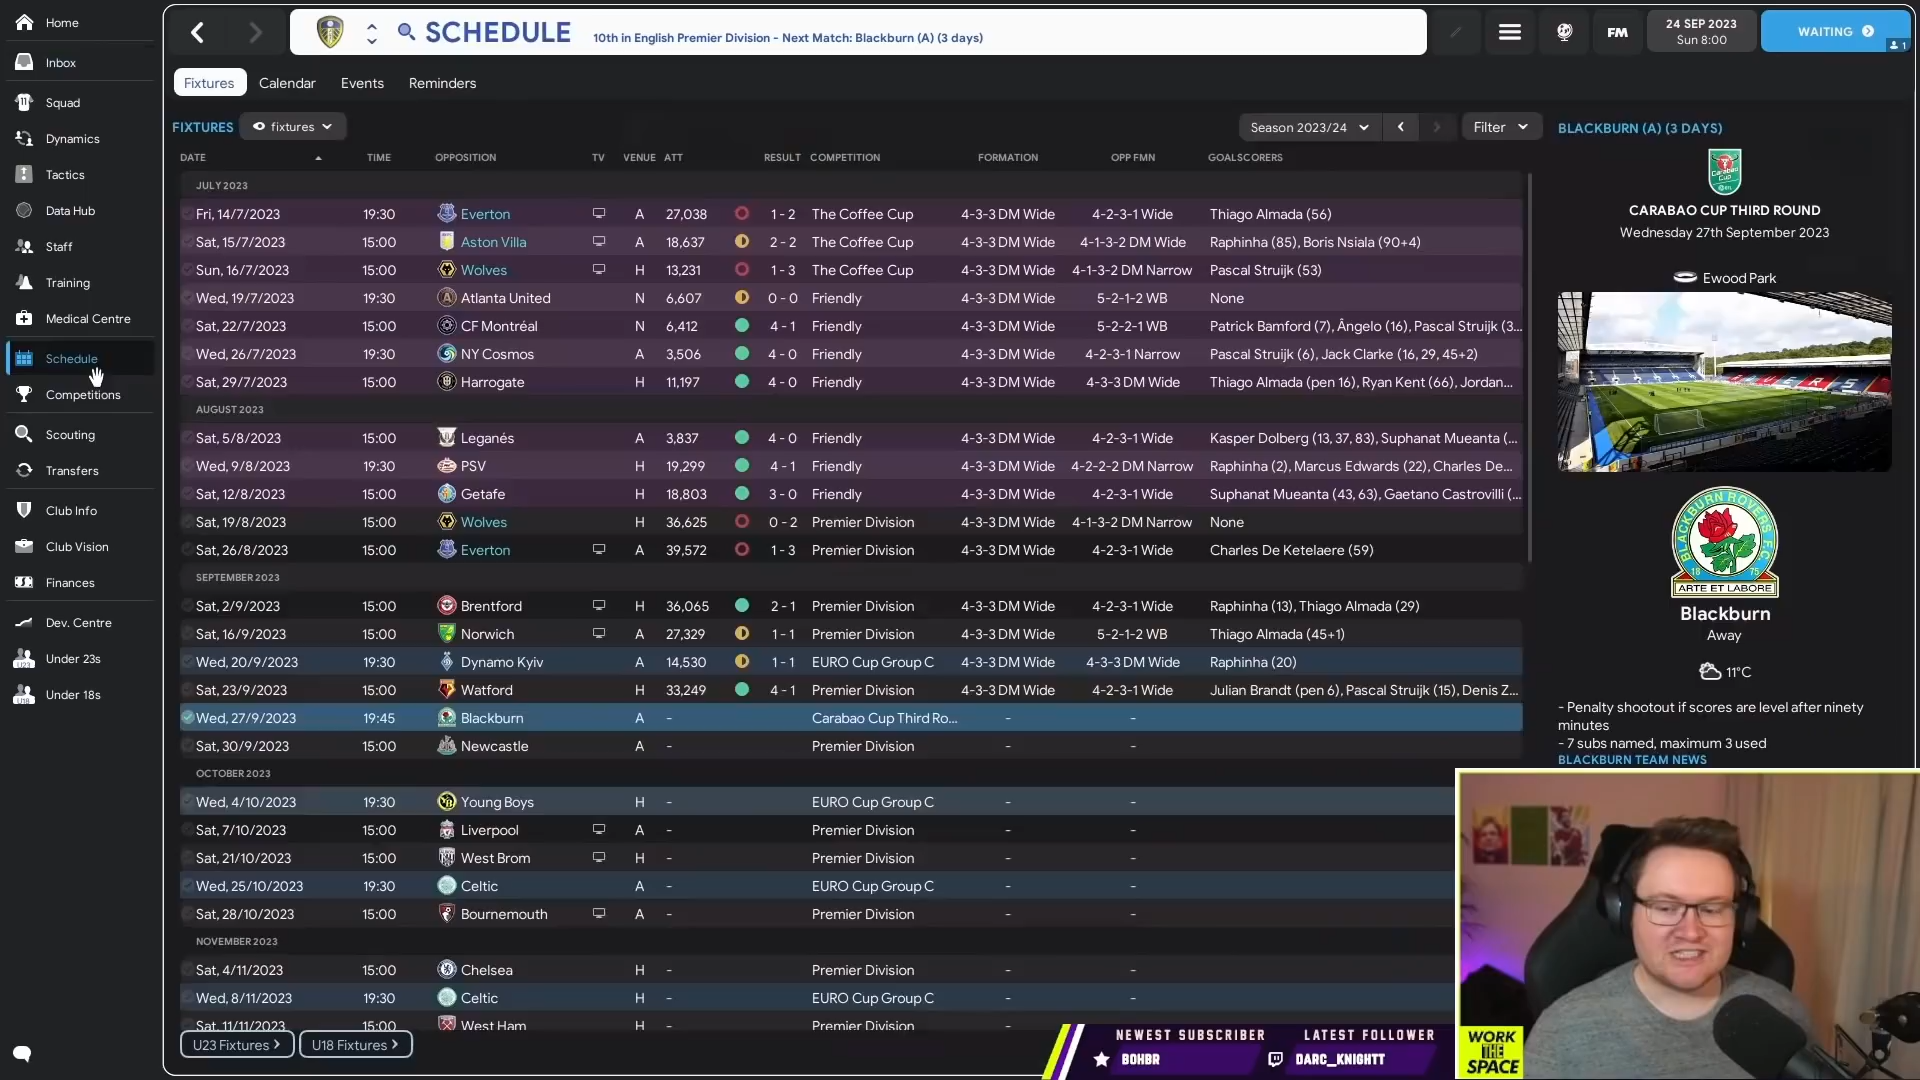 Home
Inbox
Squad
Dynamics
Tactics
Data Hub
Staff
Training
Medical Centre
Schedule
Competitions
Scouting
Transfers
Club Info
Club Vision
Finances
Dev. Centre
Under 23s
Under 18s
SCHEDULE 10th in English Premier Division - Next Match: Blackburn (A) (3 days)
FM
24 SEP 2023
Sun 8:00
WAITING
1
Fixtures Calendar Events Reminders
FIXTURES fixtures Season 2023/24 Filter
DATE TIME OPPOSITION TV VENUE ATT RESULT COMPETITION FORMATION OPP FMN GOALSCORERS
JULY 2023
Fri, 14/7/2023 19:30 Everton A 27,038 1 - 2 The Coffee Cup 4-3-3 DM Wide 4-2-3-1 Wide Thiago Almada (56)
Sat, 15/7/2023 15:00 Aston Villa A 18,637 2 - 2 The Coffee Cup 4-3-3 DM Wide 4-1-3-2 DM Wide Raphinha (85), Boris Nsiala (90+4)
Sun, 16/7/2023 15:00 Wolves H 13,231 1 - 3 The Coffee Cup 4-3-3 DM Wide 4-1-3-2 DM Narrow Pascal Struijk (53)
Wed, 19/7/2023 19:30 Atlanta United N 6,607 0 - 0 Friendly 4-3-3 DM Wide 5-2-1-2 WB None
Sat, 22/7/2023 15:00 CF Montréal N 6,412 4 - 1 Friendly 4-3-3 DM Wide 5-2-2-1 WB Patrick Bamford (7), Ângelo (16), Pascal Struijk (3...
Wed, 26/7/2023 19:30 NY Cosmos A 3,506 4 - 0 Friendly 4-3-3 DM Wide 4-2-3-1 Narrow Pascal Struijk (6), Jack Clarke (16, 29, 45+2)
Sat, 29/7/2023 15:00 Harrogate H 11,197 4 - 0 Friendly 4-3-3 DM Wide 4-3-3 DM Wide Thiago Almada (pen 16), Ryan Kent (66), Jordan...
AUGUST 2023
Sat, 5/8/2023 15:00 Leganés A 3,837 4 - 0 Friendly 4-3-3 DM Wide 4-2-3-1 Wide Kasper Dolberg (13, 37, 83), Suphanat Mueanta (...
Wed, 9/8/2023 19:30 PSV H 19,299 4 - 1 Friendly 4-3-3 DM Wide 4-2-2-2 DM Narrow Raphinha (2), Marcus Edwards (22), Charles De...
Sat, 12/8/2023 15:00 Getafe H 18,803 3 - 0 Friendly 4-3-3 DM Wide 4-2-3-1 Wide Suphanat Mueanta (43, 63), Gaetano Castrovilli (...
Sat, 19/8/2023 15:00 Wolves H 36,625 0 - 2 Premier Division 4-3-3 DM Wide 4-1-3-2 DM Narrow None
Sat, 26/8/2023 15:00 Everton A 39,572 1 - 3 Premier Division 4-3-3 DM Wide 4-2-3-1 Wide Charles De Ketelaere (59)
SEPTEMBER 2023
Sat, 2/9/2023 15:00 Brentford H 36,065 2 - 1 Premier Division 4-3-3 DM Wide 4-2-3-1 Wide Raphinha (13), Thiago Almada (29)
Sat, 16/9/2023 15:00 Norwich A 27,329 1 - 1 Premier Division 4-3-3 DM Wide 5-2-1-2 WB Thiago Almada (45+1)
Wed, 20/9/2023 19:30 Dynamo Kyiv A 14,530 1 - 1 EURO Cup Group C 4-3-3 DM Wide 4-3-3 DM Wide Raphinha (20)
Sat, 23/9/2023 15:00 Watford H 33,249 4 - 1 Premier Division 4-3-3 DM Wide 4-2-3-1 Wide Julian Brandt (pen 6), Pascal Struijk (15), Denis Z...
Wed, 27/9/2023 19:45 Blackburn A - Carabao Cup Third Ro... - -
Sat, 30/9/2023 15:00 Newcastle A - Premier Division - -
OCTOBER 2023
Wed, 4/10/2023 19:30 Young Boys H - EURO Cup Group C - -
Sat, 7/10/2023 15:00 Liverpool A - Premier Division - -
Sat, 21/10/2023 15:00 West Brom H - Premier Division - -
Wed, 25/10/2023 19:30 Celtic A - EURO Cup Group C - -
Sat, 28/10/2023 15:00 Bournemouth A - Premier Division - -
NOVEMBER 2023
Sat, 4/11/2023 15:00 Chelsea H - Premier Division - -
Wed, 8/11/2023 19:30 Celtic H - EURO Cup Group C - -
Sat, 11/11/2023 15:00 West Ham H - Premier Division - -
U23 Fixtures U18 Fixtures
BLACKBURN (A) (3 DAYS)
Carabao Cup
CARABAO CUP THIRD ROUND
Wednesday 27th September 2023
Ewood Park
BLACKBURN ROVERS F.C.
18 75
ARTE ET LABORE
Blackburn
Away
11°C
- Penalty shootout if scores are level after ninety
minutes
- 7 subs named, maximum 3 used
BLACKBURN TEAM NEWS
NEWEST SUBSCRIBER LATEST FOLLOWER
BOHBR DARC_KNIGHTT
WORK
THE
SPACE